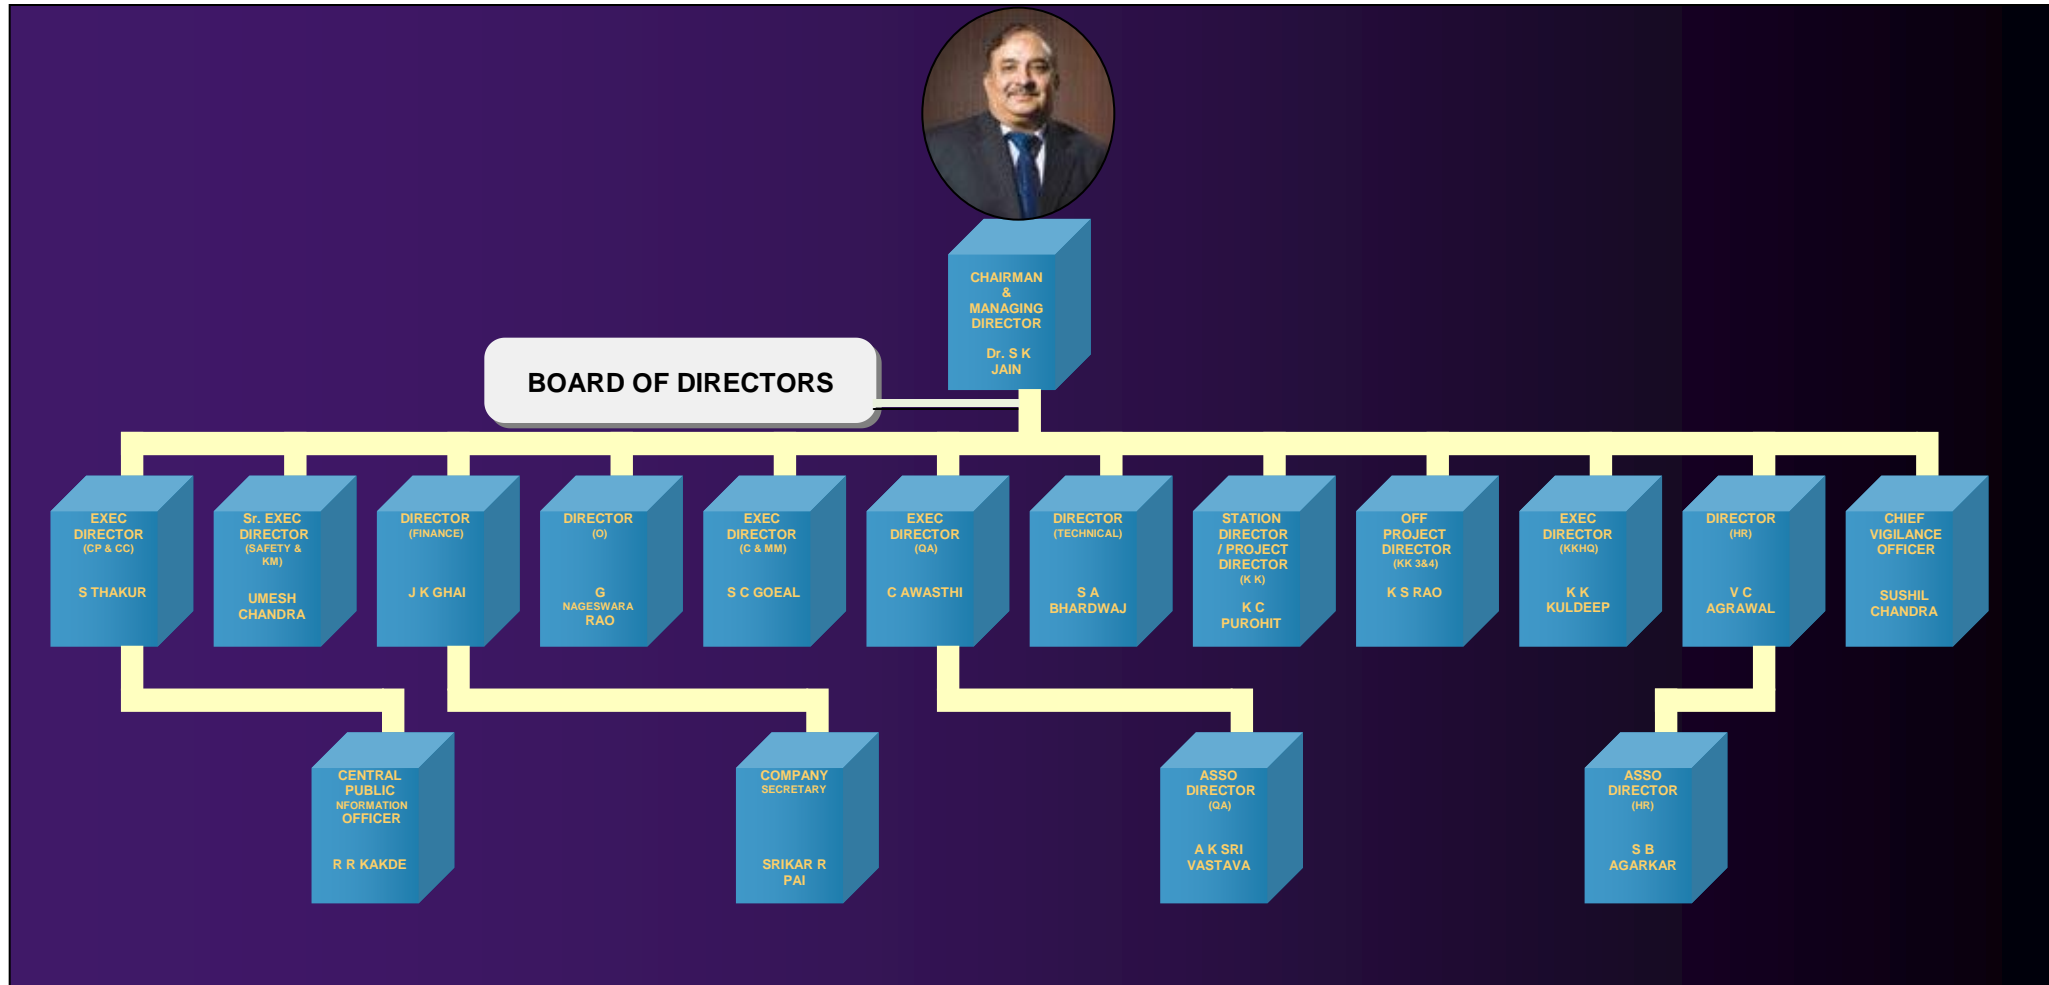 CHAIRMAN
&
MANAGING
DIRECTOR
Dr. S K
JAIN
BOARD OF DIRECTORS
EXEC
DIRECTOR
(CP & CC)
S THAKUR
Sr. EXEC
DIRECTOR
(SAFETY &
KM)
UMESH
CHANDRA
DIRECTOR
(FINANCE)
J K GHAI
DIRECTOR
(O)
G
NAGESWARA
RAO
EXEC
DIRECTOR
(C & MM)
S C GOEAL
EXEC
DIRECTOR
(QA)
C AWASTHI
DIRECTOR
(TECHNICAL)
S A
BHARDWAJ
STATION
DIRECTOR
/ PROJECT
DIRECTOR
(K K)
K C
PUROHIT
OFF
PROJECT
DIRECTOR
(KK 3&4)
K S RAO
EXEC
DIRECTOR
(KKHQ)
K K
KULDEEP
DIRECTOR
(HR)
V C
AGRAWAL
CHIEF
VIGILANCE
OFFICER
SUSHIL
CHANDRA
CENTRAL
PUBLIC
NFORMATION
OFFICER
R R KAKDE
COMPANY
SECRETARY
SRIKAR R
PAI
ASSO
DIRECTOR
(QA)
A K SRI
VASTAVA
ASSO
DIRECTOR
(HR)
S B
AGARKAR